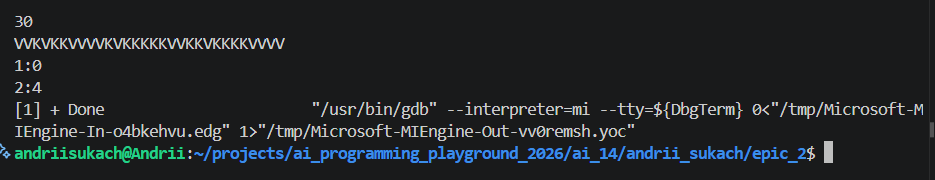 30
VVKVKKVVVVKVKKKKKVVKKVKKKKVVVV
1:0
2:4
[1] + Done                       "/usr/bin/gdb" --interpreter=mi --tty=${DbgTerm} 0<"/tmp/Microsoft-M
IEngine-In-o4bkehvu.edg" 1>"/tmp/Microsoft-MIEngine-Out-vv0remsh.yoc"
andriisukach@Andrii:~/projects/ai_programming_playground_2026/ai_14/andrii_sukach/epic_2$